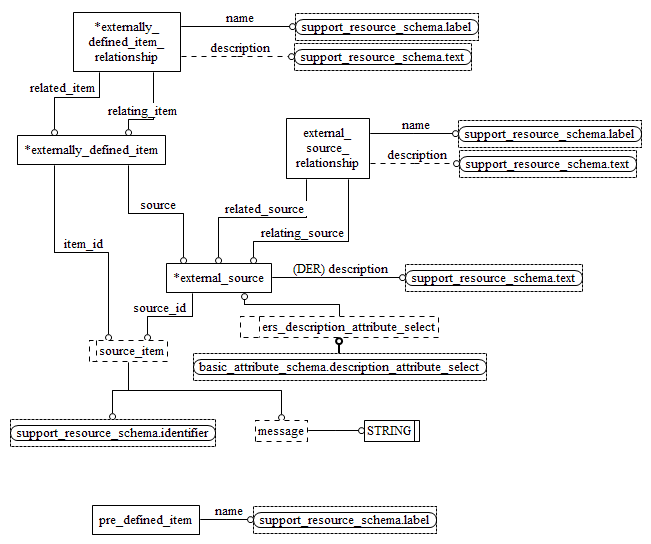 *externally_
defined_item_
relationship
name
support_resource_schema.label
description
support_resource_schema.text
related_item
relating_item
*externally_defined_item
external_
source_
relationship
name
support_resource_schema.label
description
support_resource_schema.text
source
related_source
relating_source
item_id
*external_source
(DER) description
support_resource_schema.text
source_id
ers_description_attribute_select
source_item
basic_attribute_schema.description_attribute_select
support_resource_schema.identifier
message
STRING
pre_defined_item
name
support_resource_schema.label